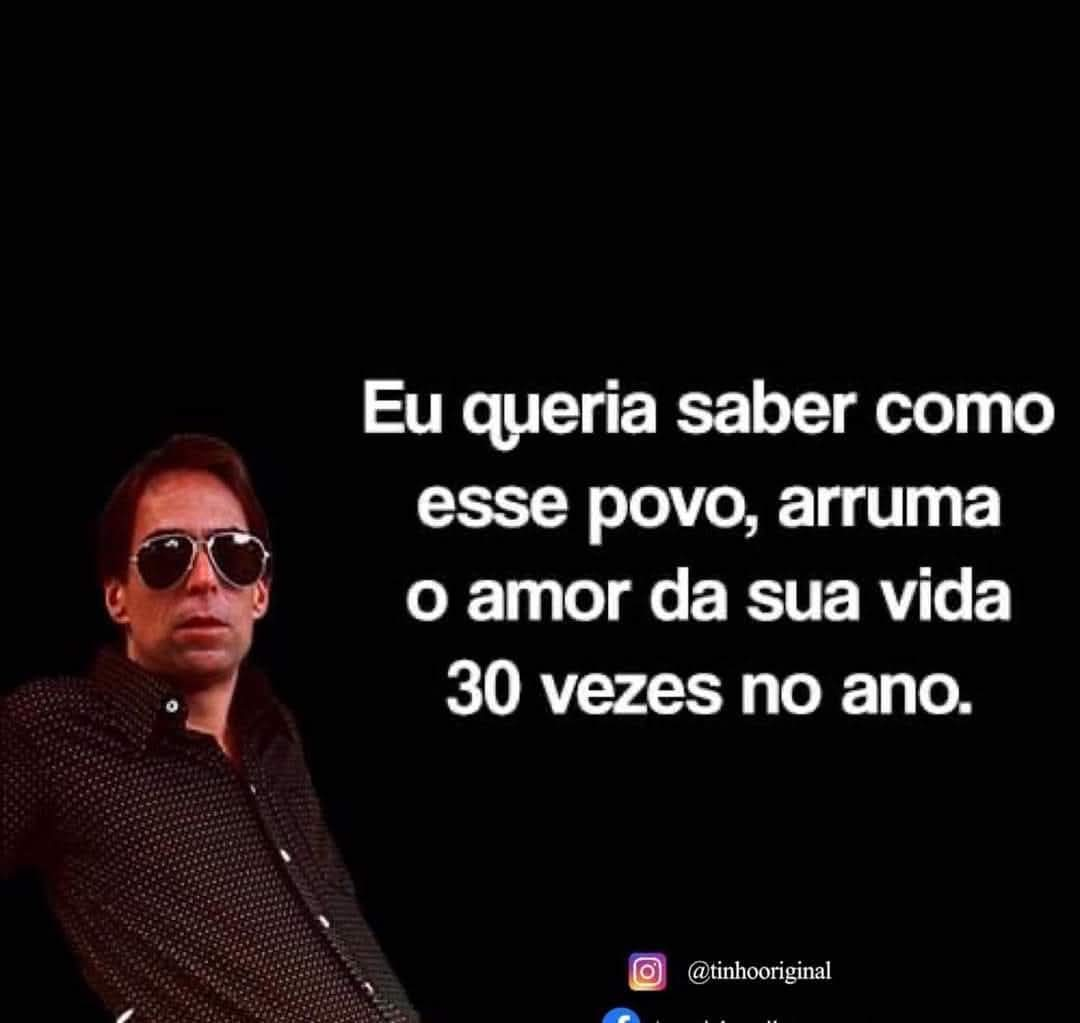 Eu queria saber como
esse povo, arruma
o amor da sua vida
30 vezes no ano.
@tinhooriginal